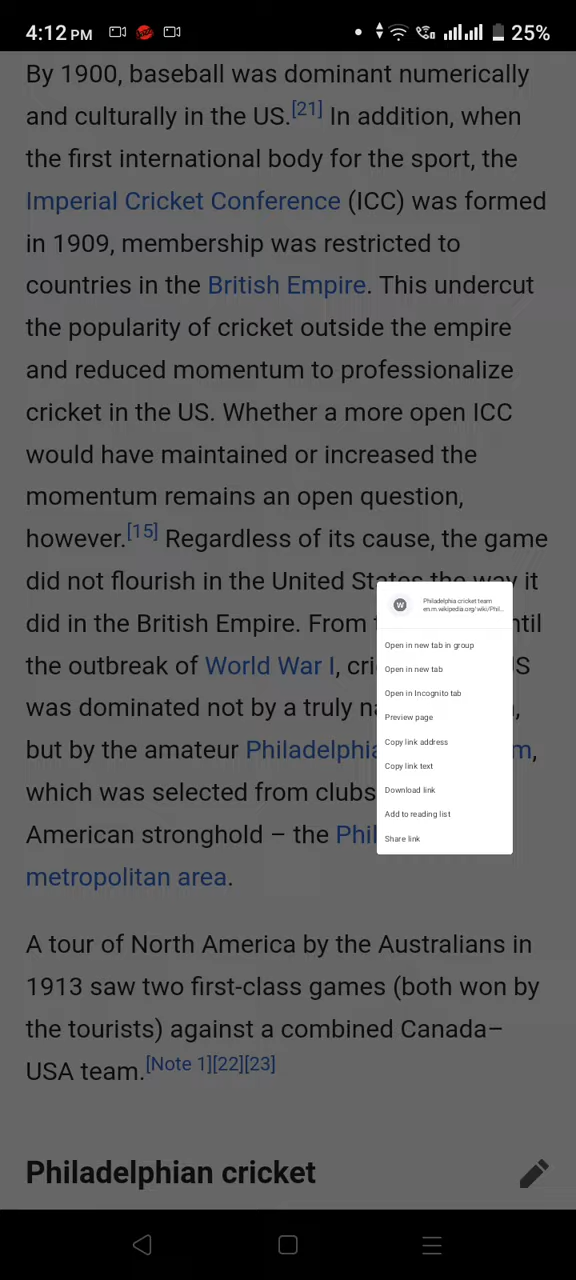 4:12 PM
25%
By 1900, baseball was dominant numerically
and culturally in the US.[21] In addition, when
the first international body for the sport, the
Imperial Cricket Conference (ICC) was formed
in 1909, membership was restricted to
countries in the British Empire. This undercut
the popularity of cricket outside the empire
and reduced momentum to professionalize
cricket in the US. Whether a more open ICC
would have maintained or increased the
momentum remains an open question,
however.[15] Regardless of its cause, the game
did not flourish in the United States the way it
did in the British Empire. From
the outbreak of World War I,
was dominated not by a truly
but by the amateur Philadelphia
which was selected from clubs
American stronghold – the
metropolitan area.
W
Philadelphia cricket team
en.m.wikipedia.org/wiki/Phil...
Open in new tab in group
Open in new tab
Open in Incognito tab
Preview page
Copy link address
Copy link text
Download link
Add to reading list
Share link
A tour of North America by the Australians in
1913 saw two first-class games (both won by
the tourists) against a combined Canada–
USA team.[Note 1][22][23]
Philadelphian cricket